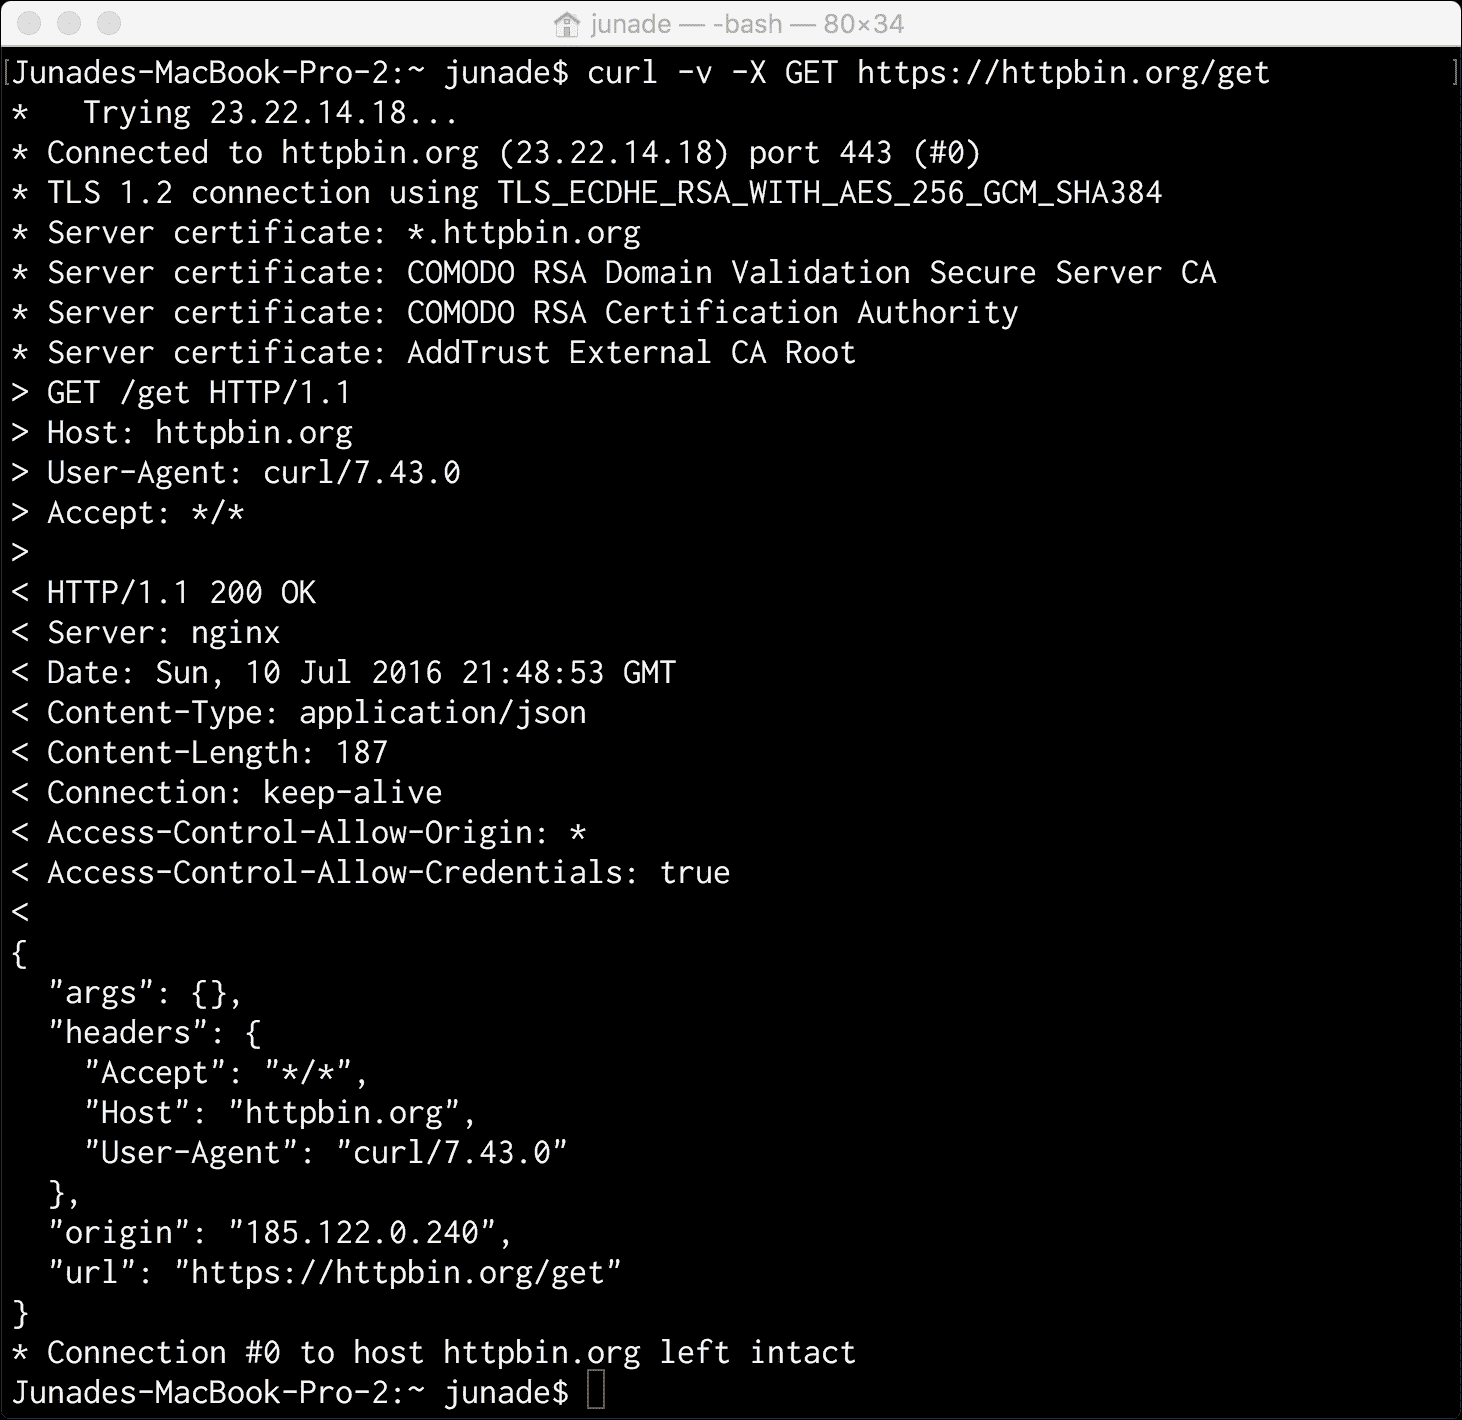 junade — -bash — 80×34
[Junades-MacBook-Pro-2:~ junade$ curl -v -X GET https://httpbin.org/get ]
*   Trying 23.22.14.18...
* Connected to httpbin.org (23.22.14.18) port 443 (#0)
* TLS 1.2 connection using TLS_ECDHE_RSA_WITH_AES_256_GCM_SHA384
* Server certificate: *.httpbin.org
* Server certificate: COMODO RSA Domain Validation Secure Server CA
* Server certificate: COMODO RSA Certification Authority
* Server certificate: AddTrust External CA Root
> GET /get HTTP/1.1
> Host: httpbin.org
> User-Agent: curl/7.43.0
> Accept: */*
>
< HTTP/1.1 200 OK
< Server: nginx
< Date: Sun, 10 Jul 2016 21:48:53 GMT
< Content-Type: application/json
< Content-Length: 187
< Connection: keep-alive
< Access-Control-Allow-Origin: *
< Access-Control-Allow-Credentials: true
<
{
  "args": {},
  "headers": {
    "Accept": "*/*",
    "Host": "httpbin.org",
    "User-Agent": "curl/7.43.0"
  },
  "origin": "185.122.0.240",
  "url": "https://httpbin.org/get"
}
* Connection #0 to host httpbin.org left intact
Junades-MacBook-Pro-2:~ junade$